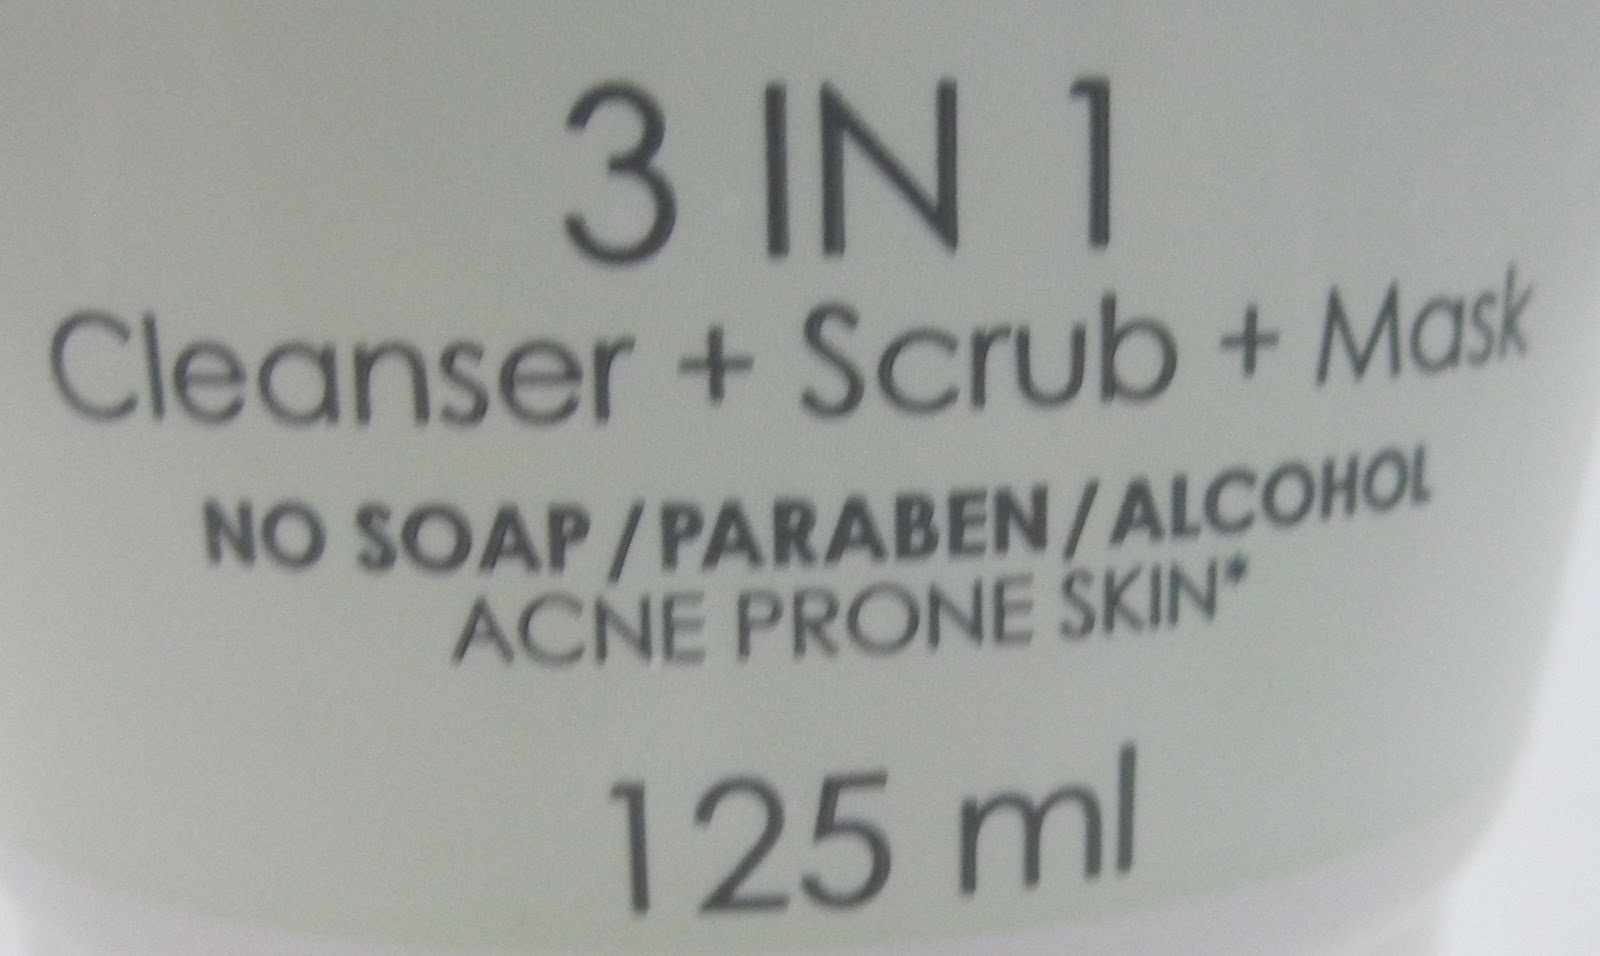 3 IN 1
Cleanser + Scrub + Mask
NO SOAP/PARABEN/ALCOHOL
ACNE PRONE SKIN*
125 ml